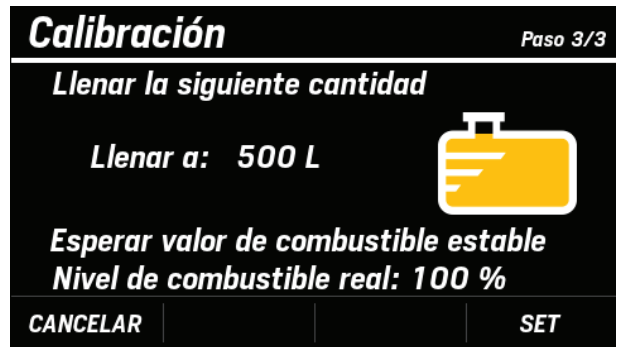 Calibración
Paso 3/3
Llenar la siguiente cantidad
Llenar a: 500 L
Esperar valor de combustible estable
Nivel de combustible real: 100 %
CANCELAR
SET